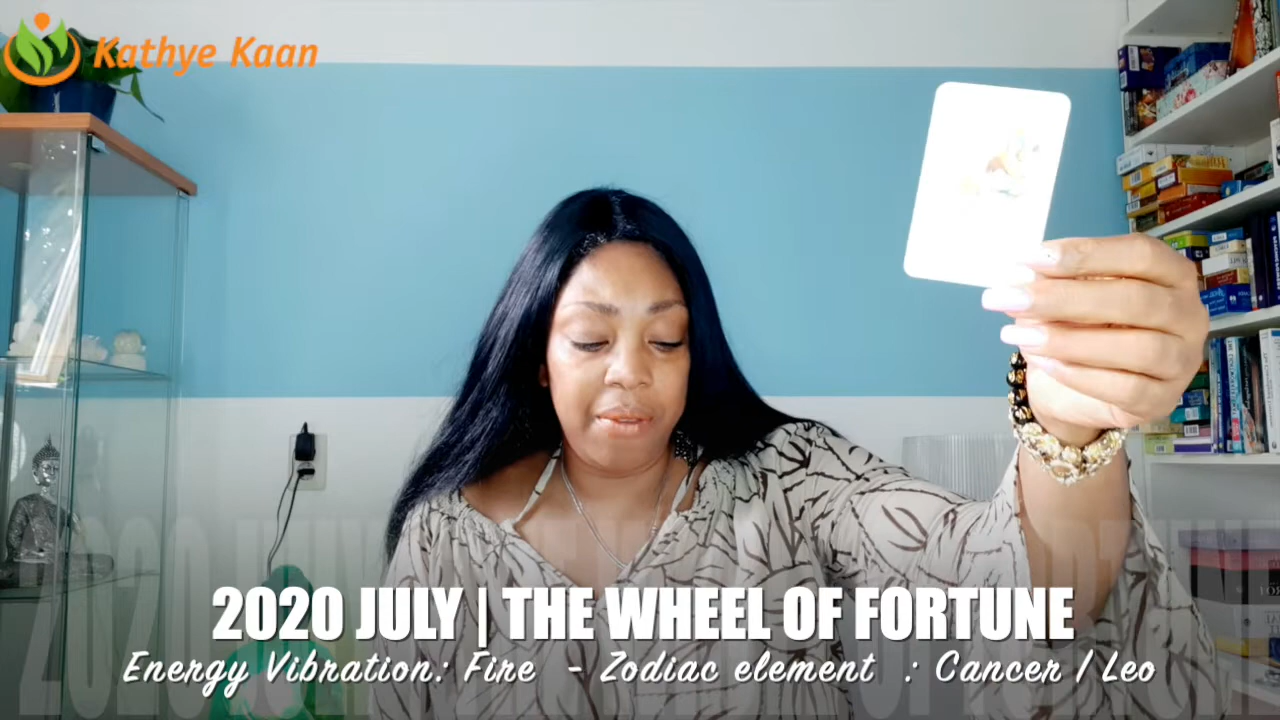 Kathye Kaan
2020 JULY | THE WHEEL OF FORTUNE
Energy Vibration: Fire - Zodiac element : Cancer / Leo